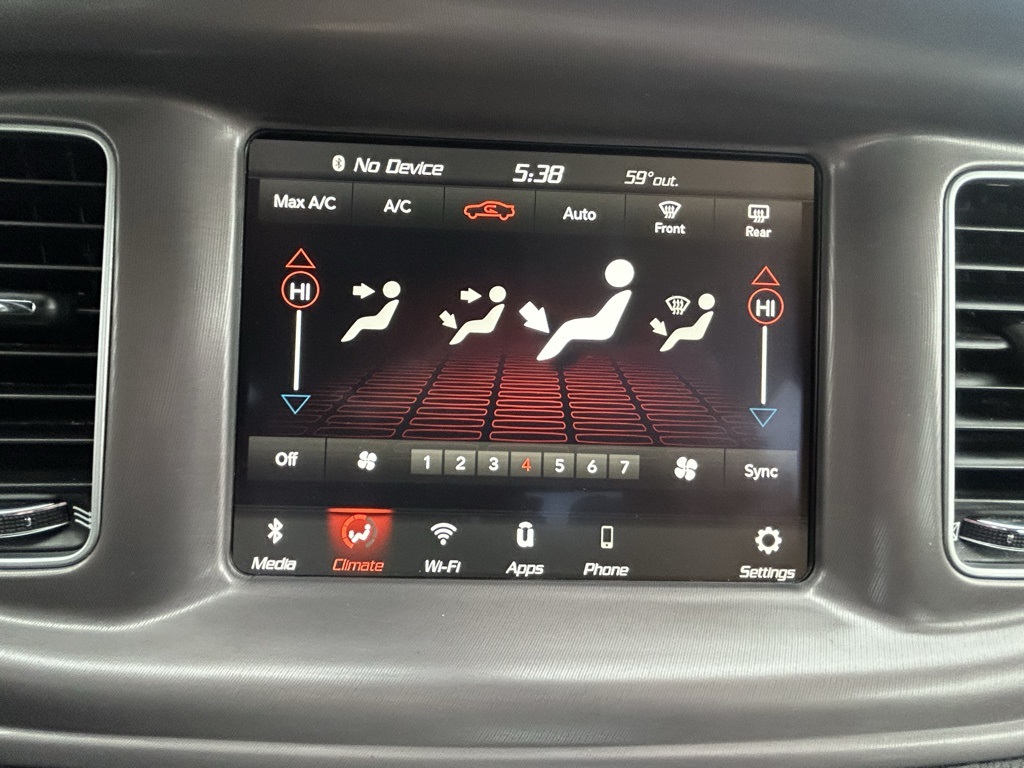 No Device 5:38 59°out.
Max A/C A/C Auto Front Rear
HI HI
Off 1 2 3 4 5 6 7 Sync
Media Climate Wi-Fi Apps Phone Settings